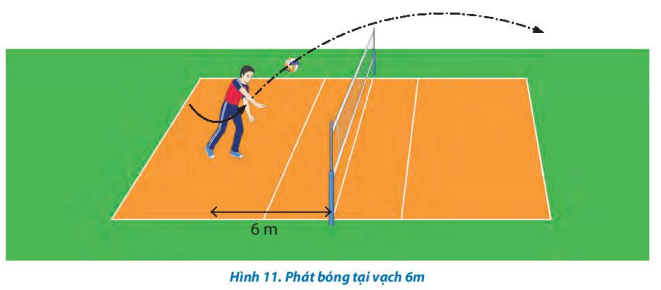 6 m
Hình 11. Phát bóng tại vạch 6m